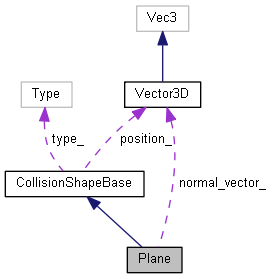 Vec3
Type
Vector3D
type_
position_
CollisionShapeBase
normal_vector_
Plane